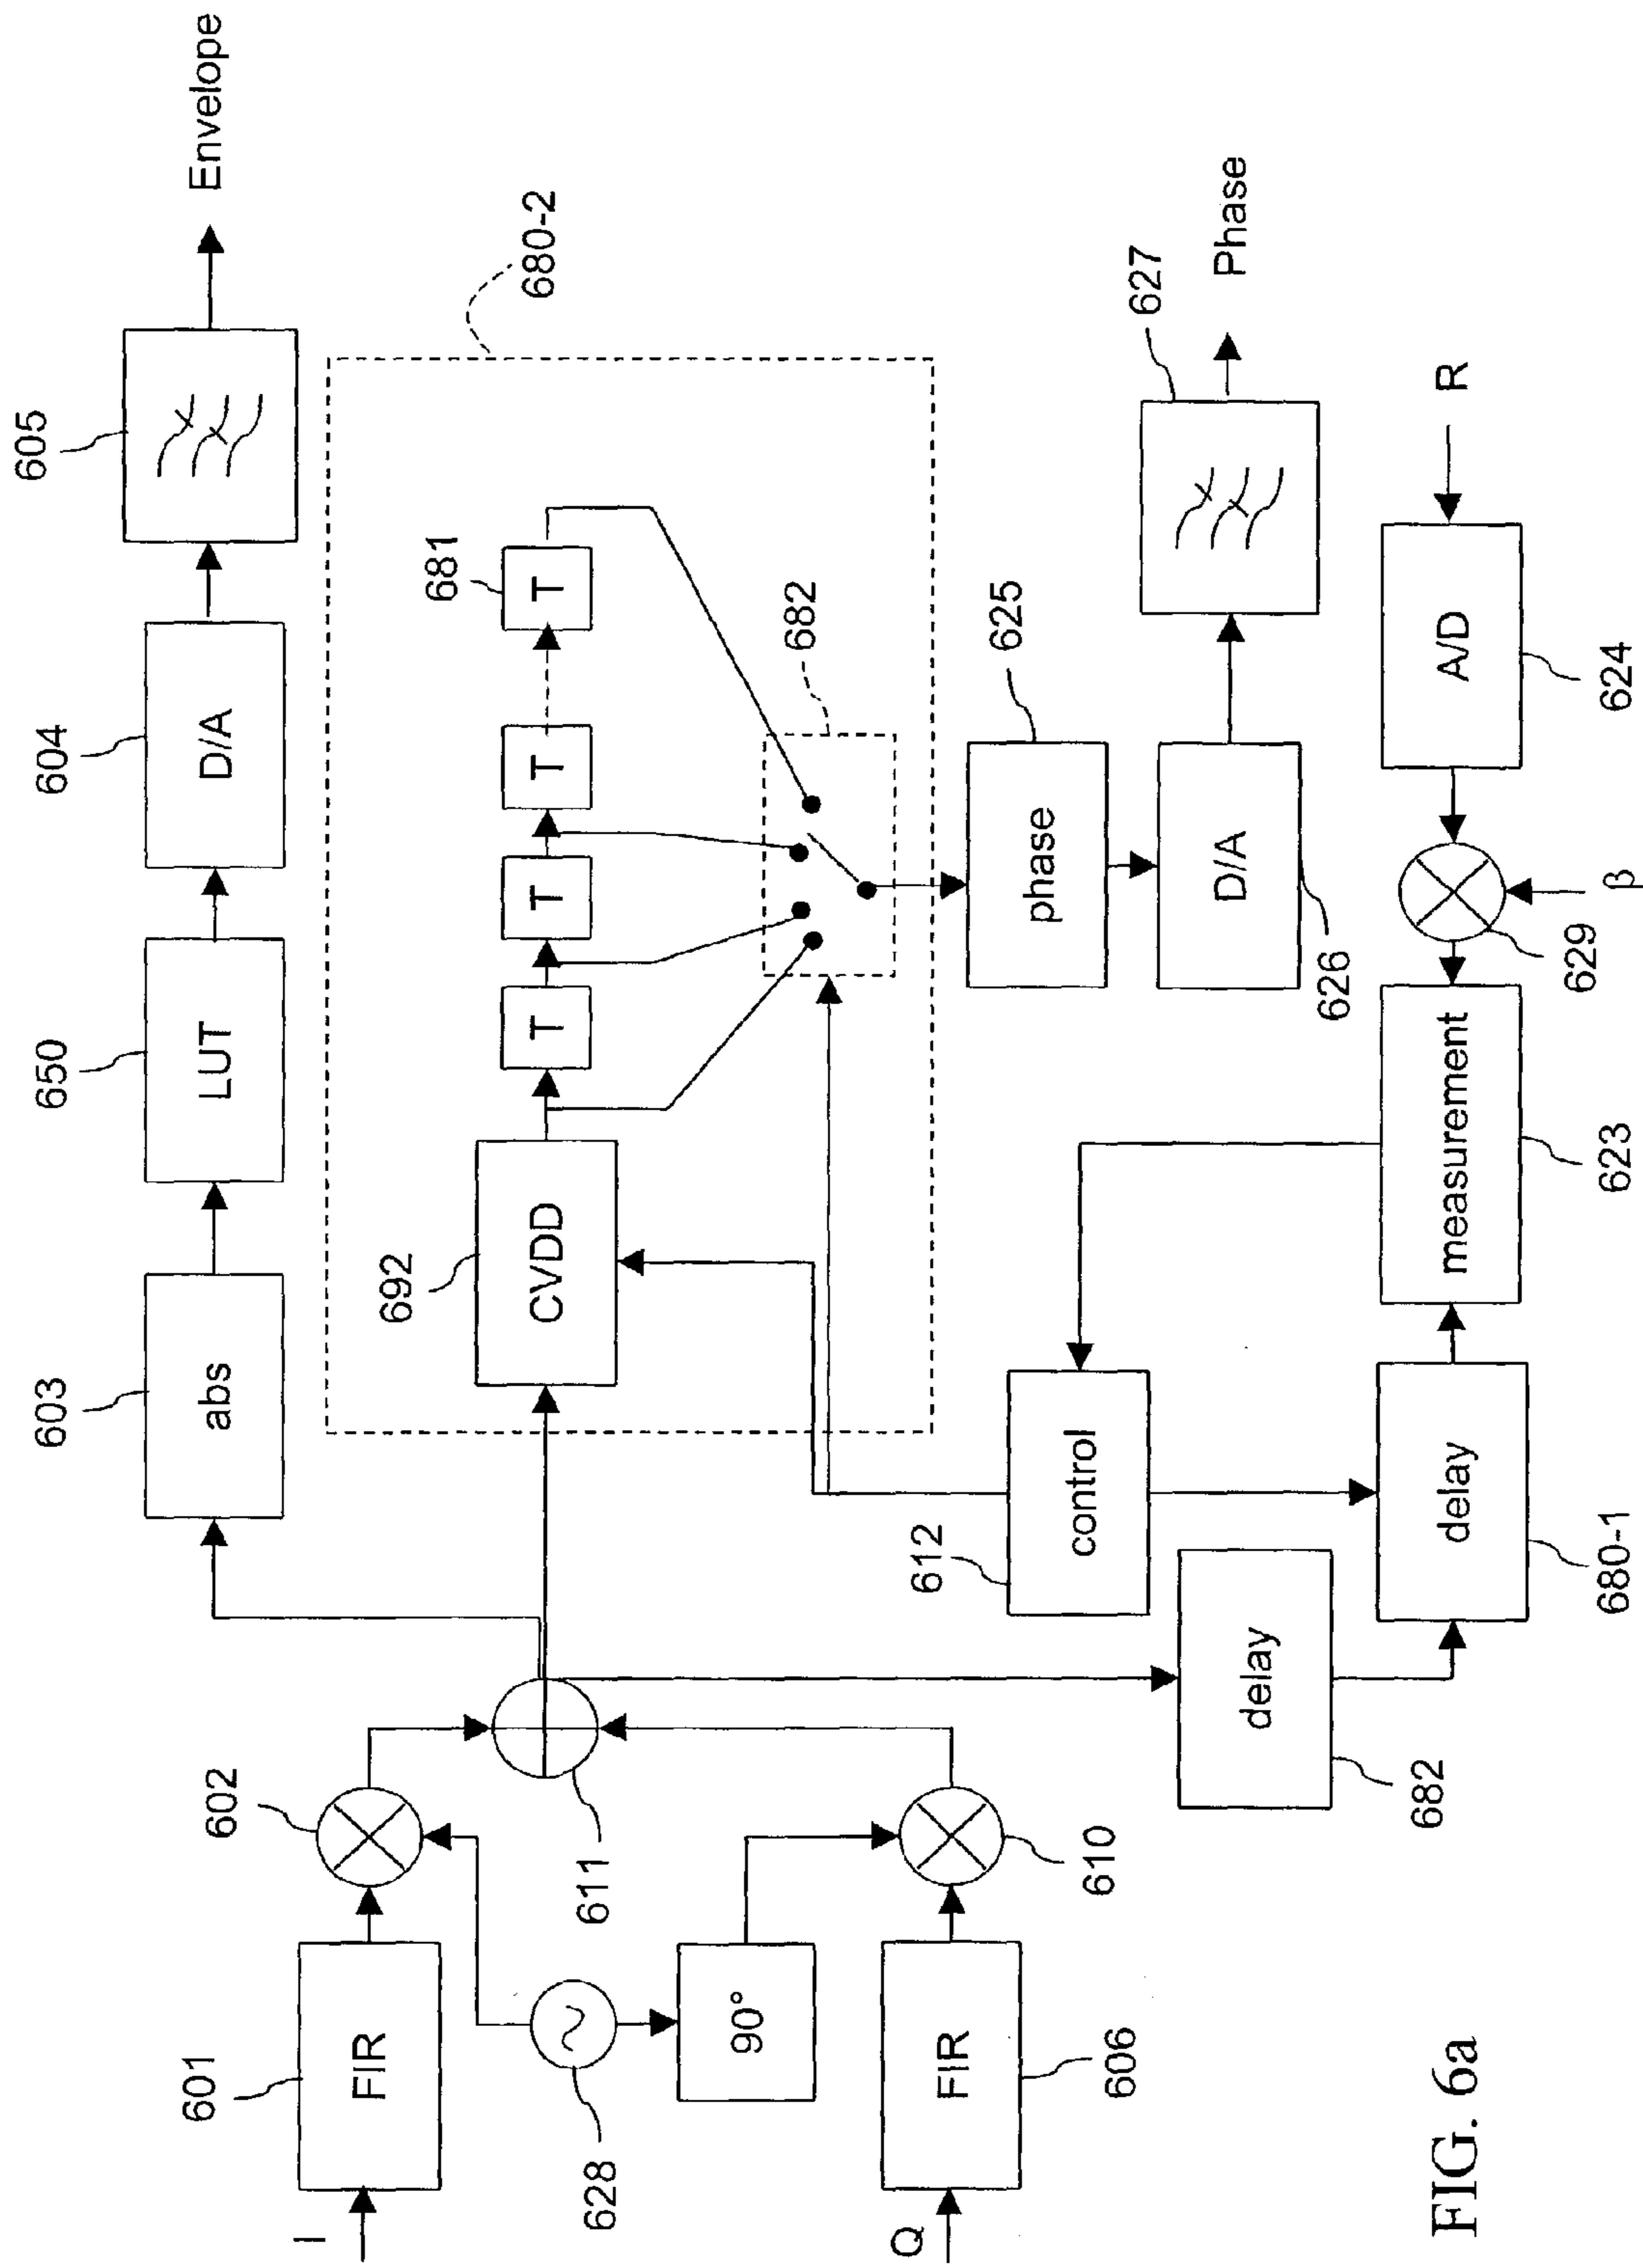 605
604
650
603
abs
LUT
D/A
Envelope
680-2
681
692
CVDD
T
T
T
T
682
602
601
I
FIR
611
628
90°
Q
FIR
606
610
612
control
625
phase
D/A
626
627
Phase
delay
682
delay
680-1
measurement
623
629
β
A/D
624
R
FIG. 6a